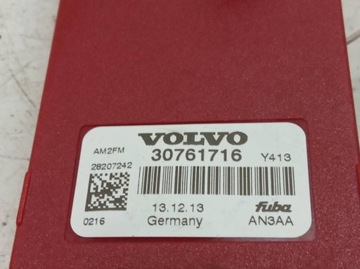 VOLVO
AM2FM 30761716 Y413
28207242
13.12.13 fuba
0216 Germany AN3AA